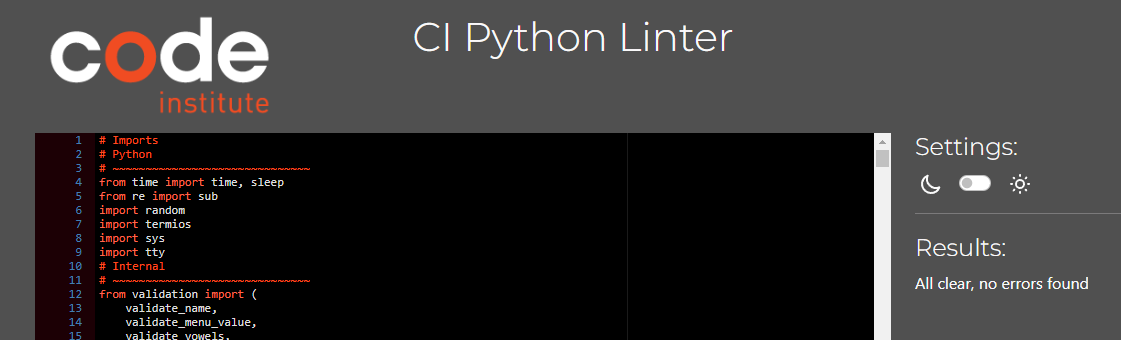 code
institute
CI Python Linter
1 # Imports
2 # Python
3 # ~~~~~~~~~~~~~~~~~~~~~~~~~~~~~~
4 from time import time, sleep
5 from re import sub
6 import random
7 import termios
8 import sys
9 import tty
10 # Internal
11 # ~~~~~~~~~~~~~~~~~~~~~~~~~~~~~~
12 from validation import (
13 validate_name,
14 validate_menu_value,
15 validate_vowels,
Settings:
Results:
All clear, no errors found